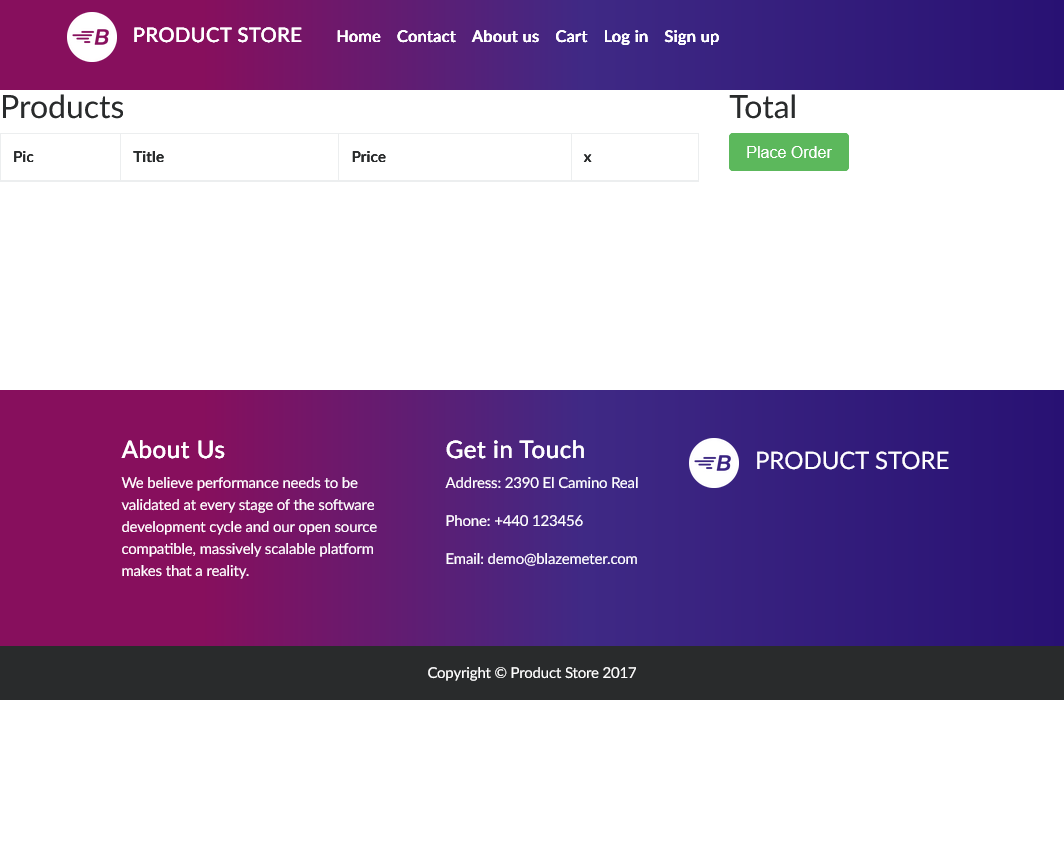 B PRODUCT STORE Home Contact About us Cart Log in Sign up
Products
Total
Pic Title Price x
Place Order
About Us
We believe performance needs to be
validated at every stage of the software
development cycle and our open source
compatible, massively scalable platform
makes that a reality.
Get in Touch
Address: 2390 El Camino Real
Phone: +440 123456
Email: demo@blazemeter.com
B PRODUCT STORE
Copyright © Product Store 2017